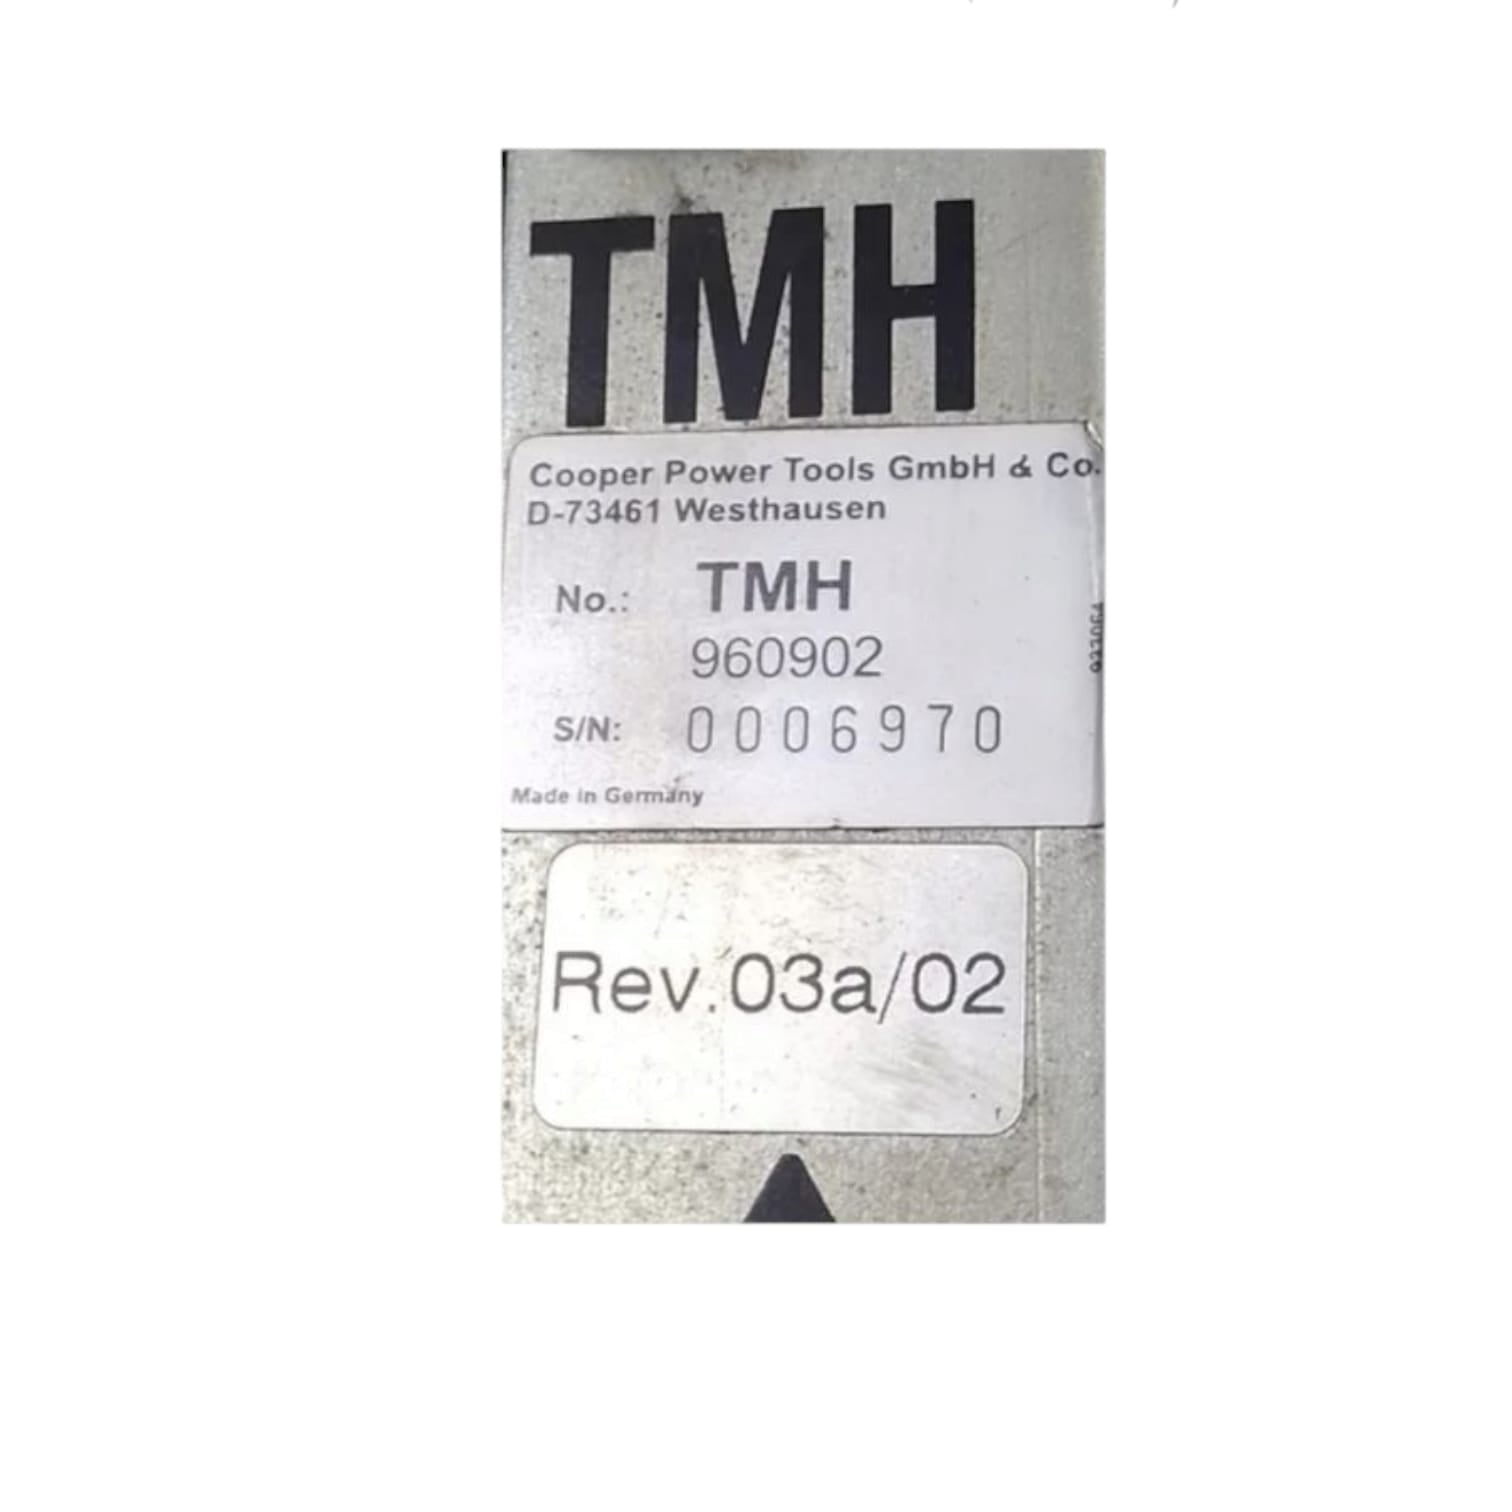 TMH
Cooper Power Tools GmbH & Co.
D-73461 Westhausen
No.: TMH
960902
S/N: 0006970
Made in Germany
Rev.03a/02